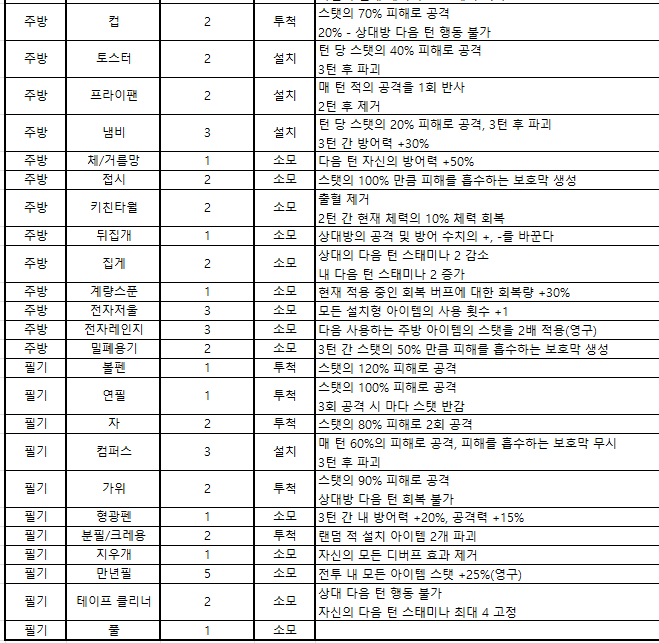 주방 컵 2 투척 스탯의 70% 피해로 공격
20% - 상대방 다음 턴 행동 불가
주방 토스터 2 설치 턴 당 스탯의 40% 피해로 공격
3턴 후 파괴
주방 프라이팬 2 설치 매 턴 적의 공격을 1회 반사
2턴 후 제거
주방 냄비 3 설치 턴 당 스탯의 20% 피해로 공격, 3턴 후 파괴
3턴 간 방어력 +30%
주방 체/거름망 1 소모 다음 턴 자신의 방어력 +50%
주방 접시 2 소모 스탯의 100% 만큼 피해를 흡수하는 보호막 생성
주방 키친타월 2 소모 출혈 제거
2턴 간 현재 체력의 10% 체력 회복
주방 뒤집개 1 소모 상대방의 공격 및 방어 수치의 +, -를 바꾼다
주방 집게 2 소모 상대의 다음 턴 스태미나 2 감소
내 다음 턴 스태미나 2 증가
주방 계량스푼 1 소모 현재 적용 중인 회복 버프에 대한 회복량 +30%
주방 전자저울 3 소모 모든 설치형 아이템의 사용 횟수 +1
주방 전자레인지 3 소모 다음 사용하는 주방 아이템의 스탯을 2배 적용(영구)
주방 밀폐용기 2 소모 3턴 간 스탯의 50% 만큼 피해를 흡수하는 보호막 생성
필기 볼펜 1 투척 스탯의 120% 피해로 공격
필기 연필 1 투척 스탯의 100% 피해로 공격
3회 공격 시 마다 스탯 반감
필기 자 2 투척 스탯의 80% 피해로 2회 공격
필기 컴퍼스 3 설치 매 턴 60%의 피해로 공격, 피해를 흡수하는 보호막 무시
3턴 후 파괴
필기 가위 2 투척 스탯의 90% 피해로 공격
상대방 다음 턴 회복 불가
필기 형광펜 1 소모 3턴 간 내 방어력 +20%, 공격력 +15%
필기 분필/크레용 2 투척 랜덤 적 설치 아이템 2개 파괴
필기 지우개 1 소모 자신의 모든 디버프 효과 제거
필기 만년필 5 소모 전투 내 모든 아이템 스탯 +25%(영구)
필기 테이프 클리너 2 소모 상대 다음 턴 행동 불가
자신의 다음 턴 스태미나 최대 4 고정
필기 풀 1 소모